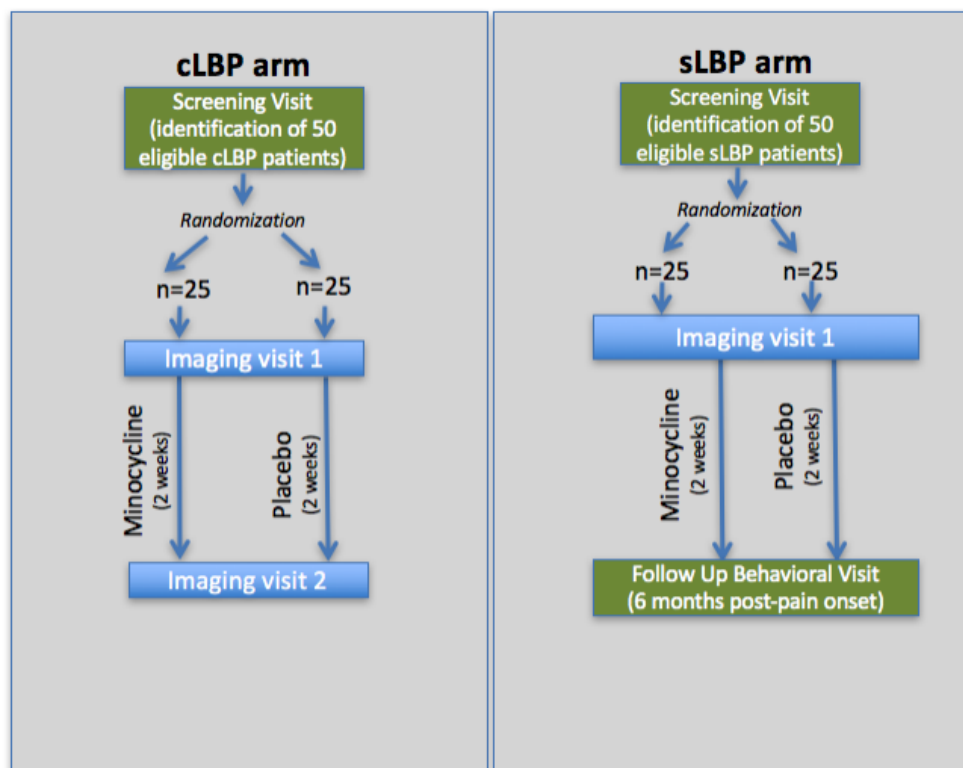 cLBP arm
Screening Visit
(identification of 50
eligible cLBP patients)
Randomization
n=25
n=25
Imaging visit 1
Minocycline
(2 weeks)
Placebo
(2 weeks)
Imaging visit 2
sLBP arm
Screening Visit
(identification of 50
eligible sLBP patients)
Randomization
n=25
n=25
Imaging visit 1
Minocycline
(2 weeks)
Placebo
(2 weeks)
Follow Up Behavioral Visit
(6 months post-pain onset)